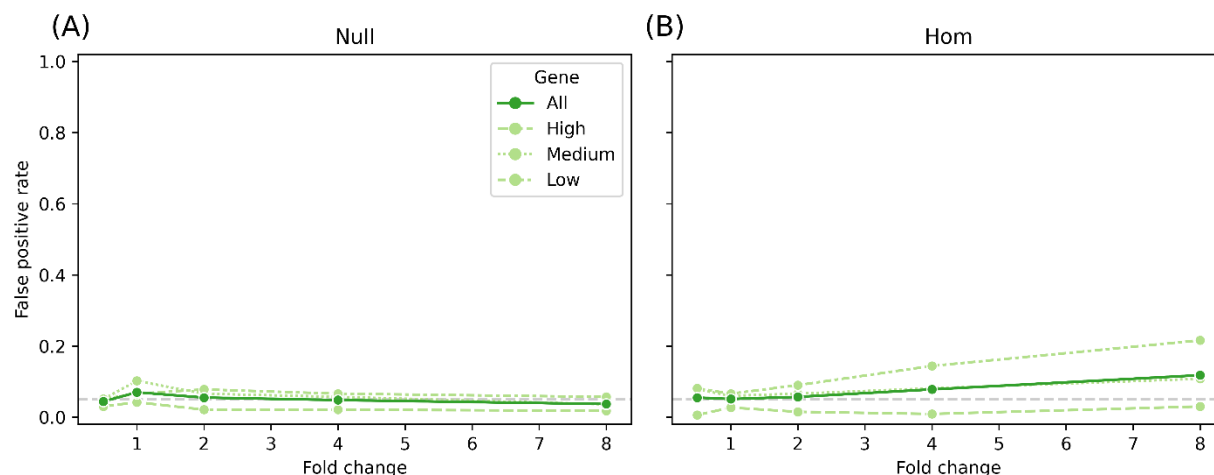 (A)
Null
Gene
All
High
Medium
Low
False positive rate
1.0
0.8
0.6
0.4
0.2
0.0
1 2 3 4 5 6 7 8
Fold change
(B)
Hom
1 2 3 4 5 6 7 8
Fold change